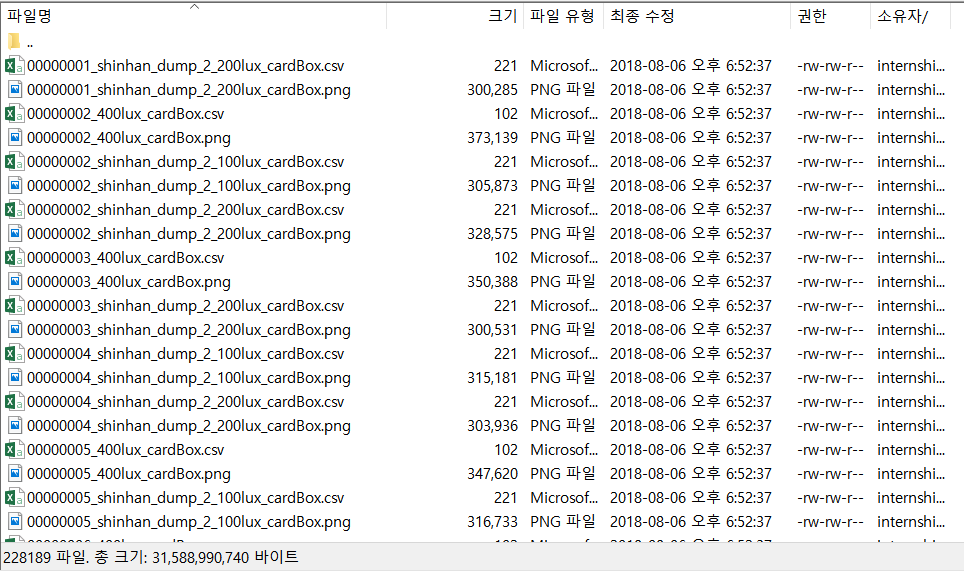 파일명 크기 파일 유형 최종 수정 권한 소유자/
..
00000001_shinhan_dump_2_200lux_cardBox.csv 221 Microsof... 2018-08-06 오후 6:52:37 -rw-rw-r-- internshi...
00000001_shinhan_dump_2_200lux_cardBox.png 300,285 PNG 파일 2018-08-06 오후 6:52:37 -rw-rw-r-- internshi...
00000002_400lux_cardBox.csv 102 Microsof... 2018-08-06 오후 6:52:37 -rw-rw-r-- internshi...
00000002_400lux_cardBox.png 373,139 PNG 파일 2018-08-06 오후 6:52:37 -rw-rw-r-- internshi...
00000002_shinhan_dump_2_100lux_cardBox.csv 221 Microsof... 2018-08-06 오후 6:52:37 -rw-rw-r-- internshi...
00000002_shinhan_dump_2_100lux_cardBox.png 305,873 PNG 파일 2018-08-06 오후 6:52:37 -rw-rw-r-- internshi...
00000002_shinhan_dump_2_200lux_cardBox.csv 221 Microsof... 2018-08-06 오후 6:52:37 -rw-rw-r-- internshi...
00000002_shinhan_dump_2_200lux_cardBox.png 328,575 PNG 파일 2018-08-06 오후 6:52:37 -rw-rw-r-- internshi...
00000003_400lux_cardBox.csv 102 Microsof... 2018-08-06 오후 6:52:37 -rw-rw-r-- internshi...
00000003_400lux_cardBox.png 350,388 PNG 파일 2018-08-06 오후 6:52:37 -rw-rw-r-- internshi...
00000003_shinhan_dump_2_200lux_cardBox.csv 221 Microsof... 2018-08-06 오후 6:52:37 -rw-rw-r-- internshi...
00000003_shinhan_dump_2_200lux_cardBox.png 300,531 PNG 파일 2018-08-06 오후 6:52:37 -rw-rw-r-- internshi...
00000004_shinhan_dump_2_100lux_cardBox.csv 221 Microsof... 2018-08-06 오후 6:52:37 -rw-rw-r-- internshi...
00000004_shinhan_dump_2_100lux_cardBox.png 315,181 PNG 파일 2018-08-06 오후 6:52:37 -rw-rw-r-- internshi...
00000004_shinhan_dump_2_200lux_cardBox.csv 221 Microsof... 2018-08-06 오후 6:52:37 -rw-rw-r-- internshi...
00000004_shinhan_dump_2_200lux_cardBox.png 303,936 PNG 파일 2018-08-06 오후 6:52:37 -rw-rw-r-- internshi...
00000005_400lux_cardBox.csv 102 Microsof... 2018-08-06 오후 6:52:37 -rw-rw-r-- internshi...
00000005_400lux_cardBox.png 347,620 PNG 파일 2018-08-06 오후 6:52:37 -rw-rw-r-- internshi...
00000005_shinhan_dump_2_100lux_cardBox.csv 221 Microsof... 2018-08-06 오후 6:52:37 -rw-rw-r-- internshi...
00000005_shinhan_dump_2_100lux_cardBox.png 316,733 PNG 파일 2018-08-06 오후 6:52:37 -rw-rw-r-- internshi...
228189 파일. 총 크기: 31,588,990,740 바이트